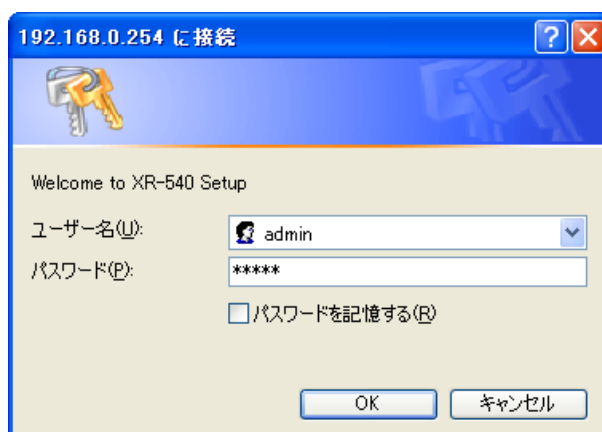 192.168.0.254 に接続
Welcome to XR-540 Setup
ユーザー名(U):
admin
パスワード(P):
*****
パスワードを記憶する(R)
OK
キャンセル